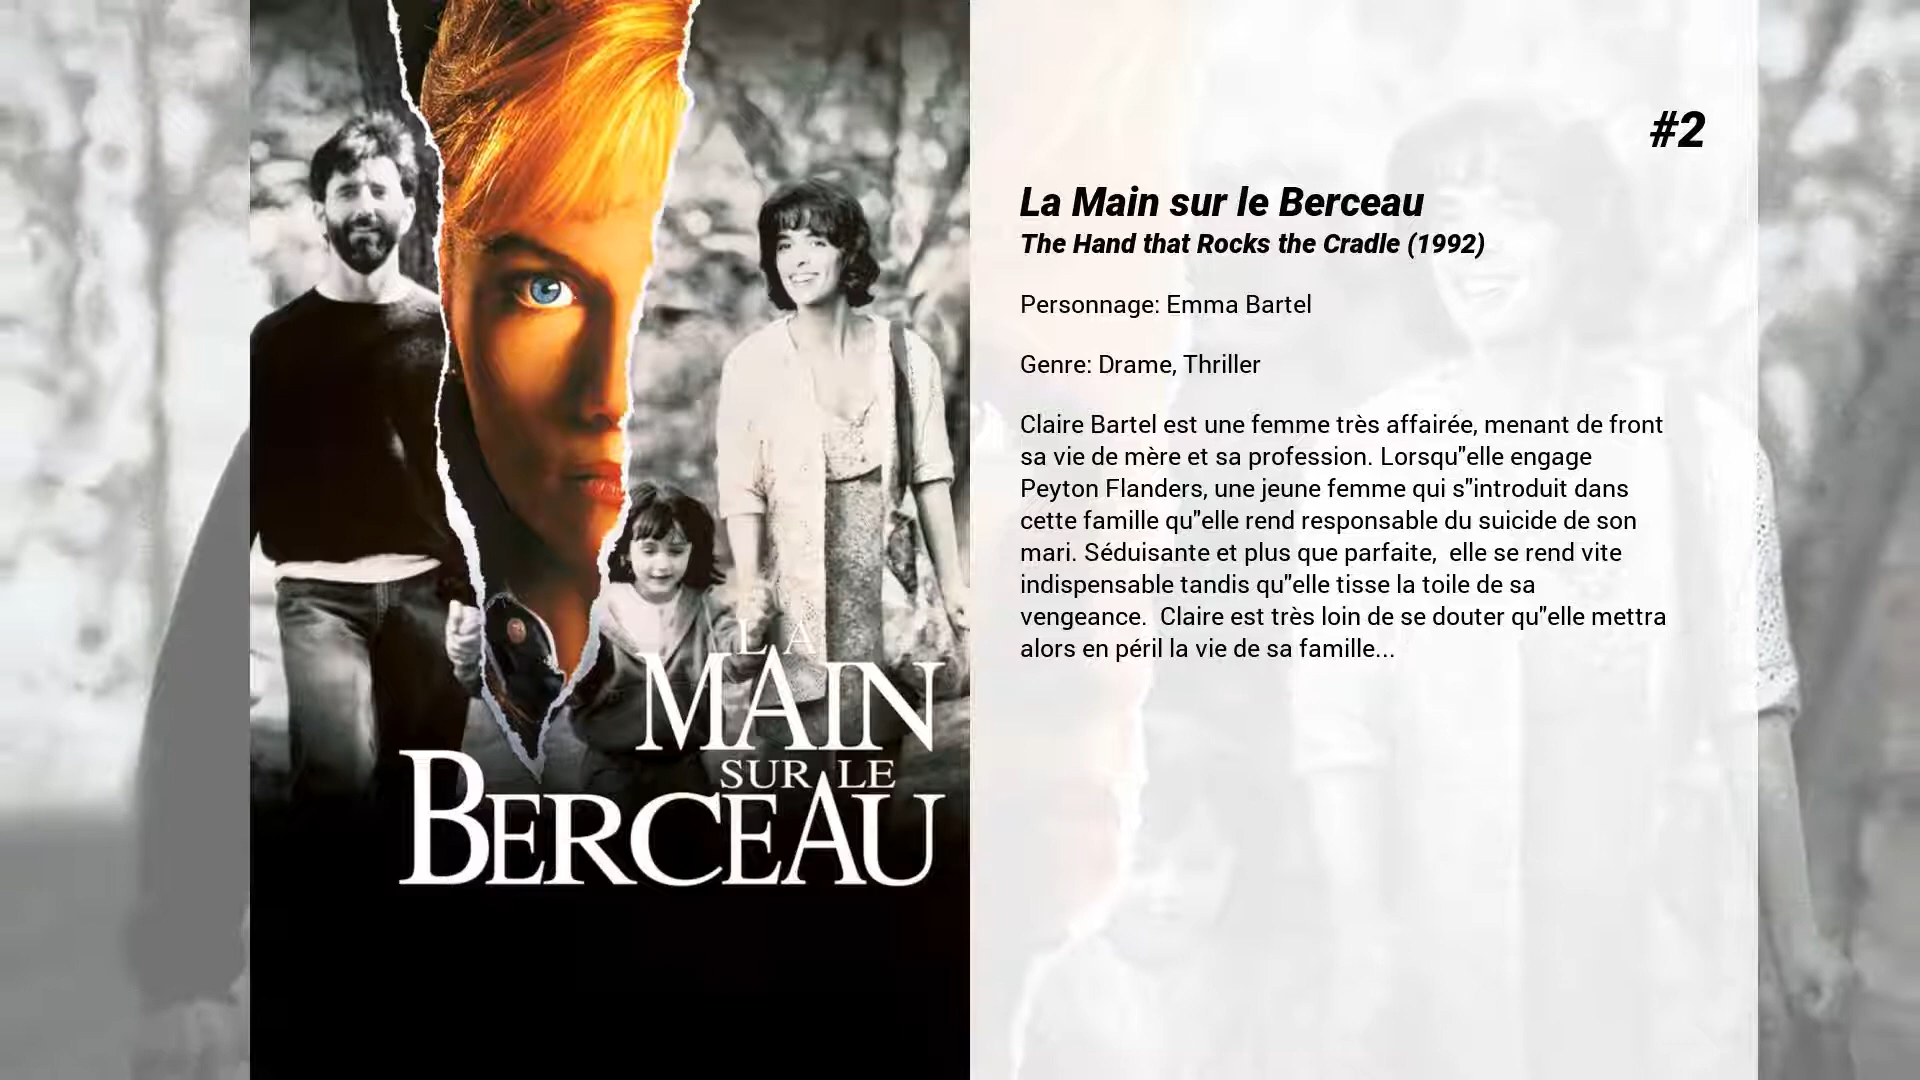 LA
MAIN
SUR LE
BERCEAU
#2
La Main sur le Berceau
The Hand that Rocks the Cradle (1992)
Personnage: Emma Bartel
Genre: Drame, Thriller
Claire Bartel est une femme très affairée, menant de front
sa vie de mère et sa profession. Lorsqu"elle engage
Peyton Flanders, une jeune femme qui s"introduit dans
cette famille qu"elle rend responsable du suicide de son
mari. Séduisante et plus que parfaite,  elle se rend vite
indispensable tandis qu"elle tisse la toile de sa
vengeance.  Claire est très loin de se douter qu"elle mettra
alors en péril la vie de sa famille...